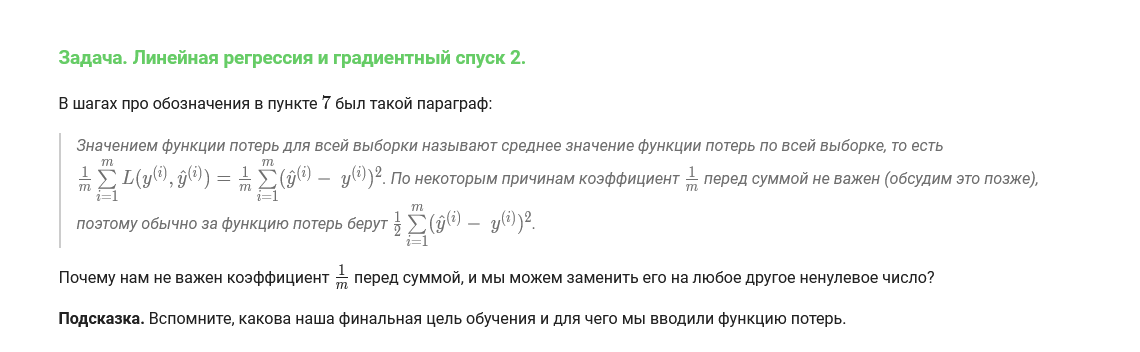 Задача. Линейная регрессия и градиентный спуск 2.
В шагах про обозначения в пункте 7 был такой параграф:
Значением функции потерь для всей выборки называют среднее значение функции потерь по всей выборке, то есть
$\frac{1}{m} \sum_{i=1}^{m} L(y^{(i)}, \hat{y}^{(i)}) = \frac{1}{m} \sum_{i=1}^{m} (\hat{y}^{(i)} - y^{(i)})^2$. По некоторым причинам коэффициент $\frac{1}{m}$ перед суммой не важен (обсудим это позже),
поэтому обычно за функцию потерь берут $\frac{1}{2} \sum_{i=1}^{m} (\hat{y}^{(i)} - y^{(i)})^2$.
Почему нам не важен коэффициент $\frac{1}{m}$ перед суммой, и мы можем заменить его на любое другое ненулевое число?
Подсказка. Вспомните, какова наша финальная цель обучения и для чего мы вводили функцию потерь.